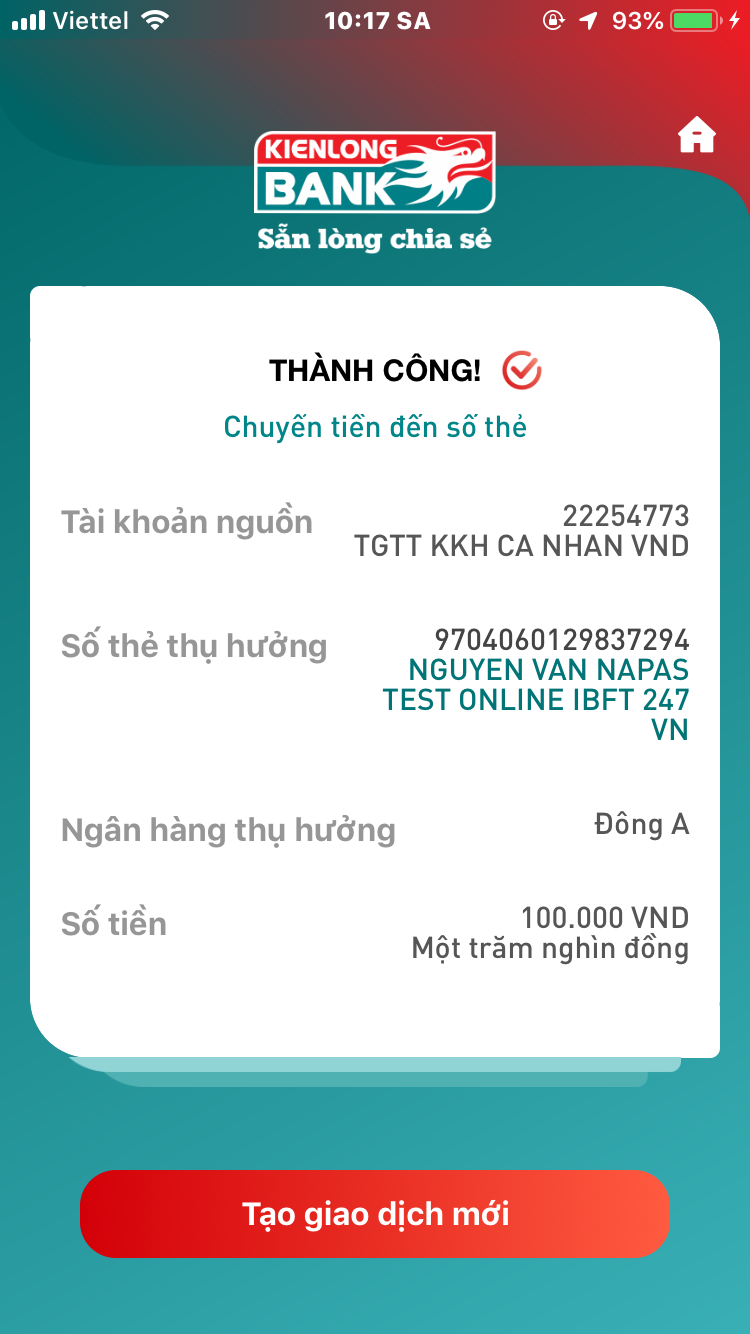 Viettel 10:17 SA 93%
KIENLONG
BANK
Sẵn lòng chia sẻ
THÀNH CÔNG!
Chuyển tiền đến số thẻ
Tài khoản nguồn 22254773
TGTT KKH CA NHAN VND
Số thẻ thụ hưởng 9704060129837294
NGUYEN VAN NAPAS
TEST ONLINE IBFT 247
VN
Ngân hàng thụ hưởng Đông A
Số tiền 100.000 VND
Một trăm nghìn đồng
Tạo giao dịch mới